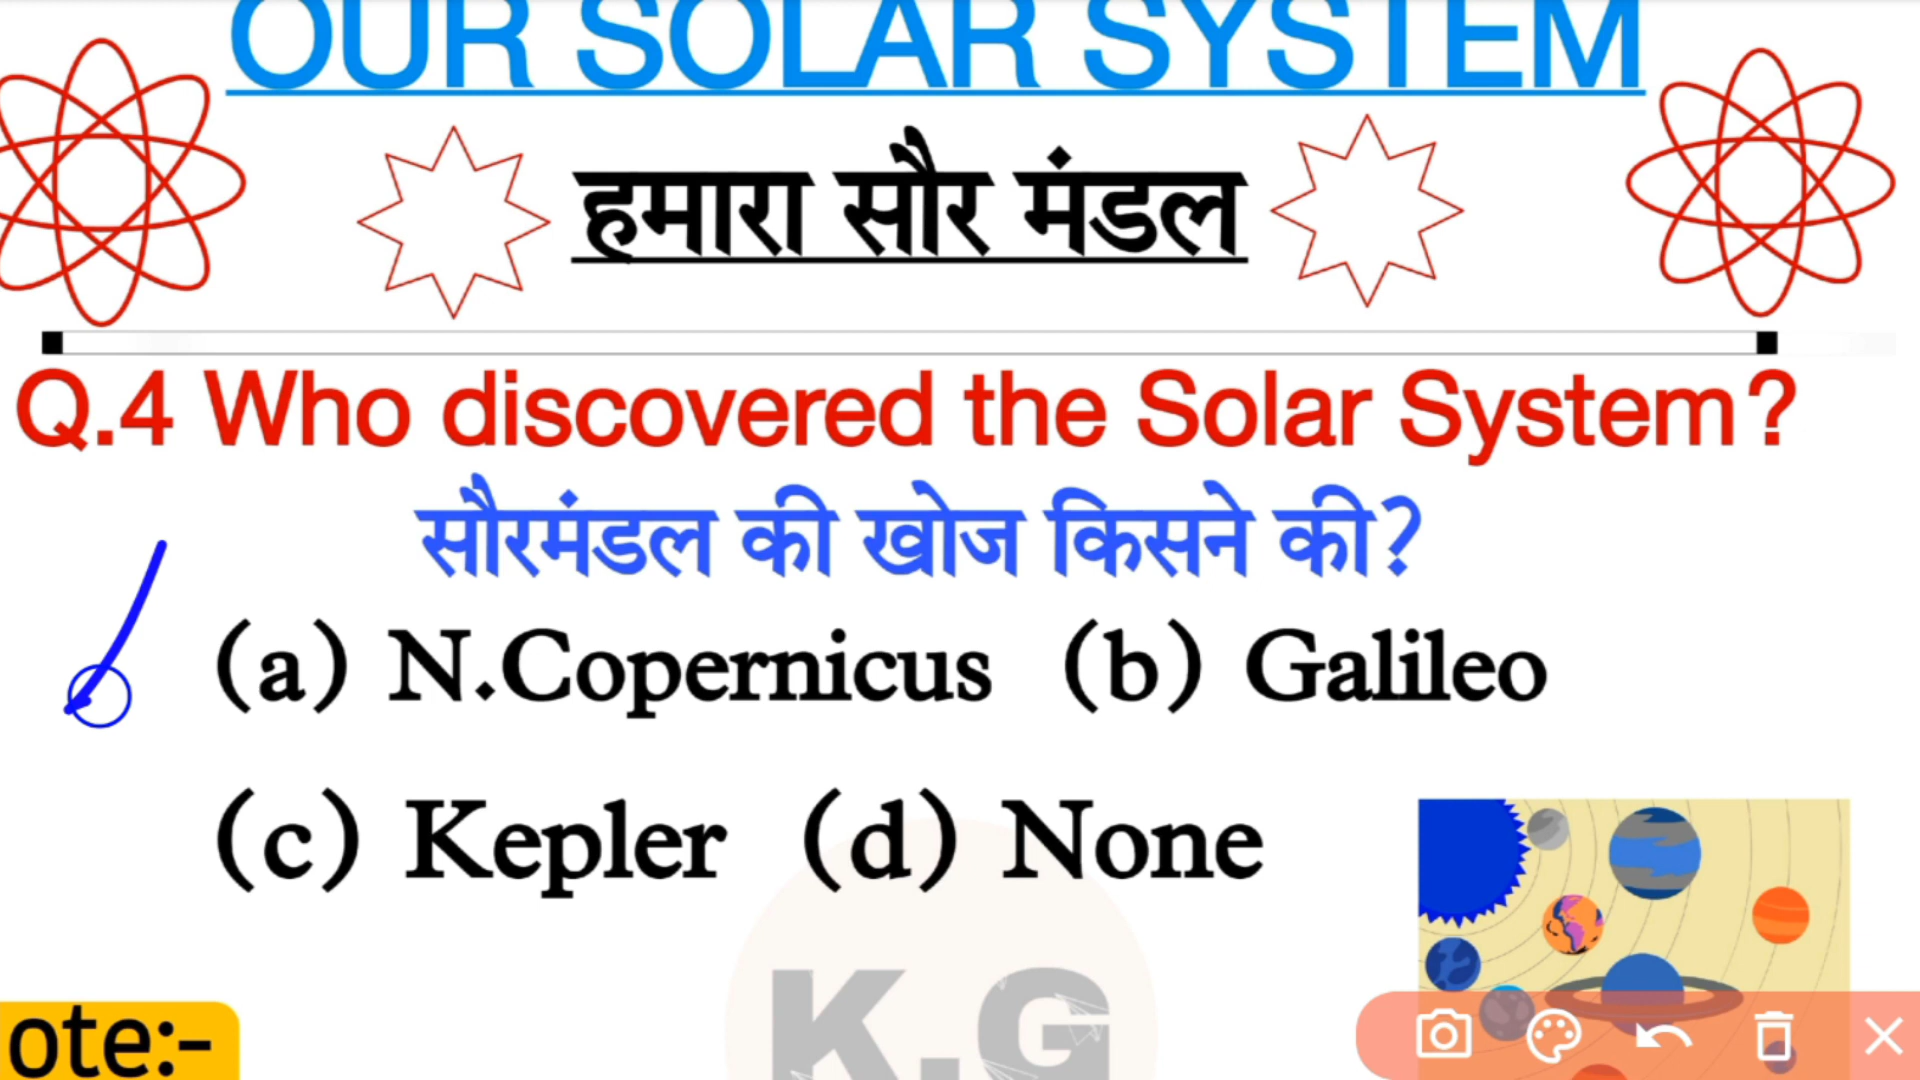 OUR SOLAR SYSTEM
हमारा सौर मंडल
Q.4 Who discovered the Solar System?
सौरमंडल की खोज किसने की?
(a) N.Copernicus (b) Galileo
(c) Kepler (d) None
K.G
ote:-